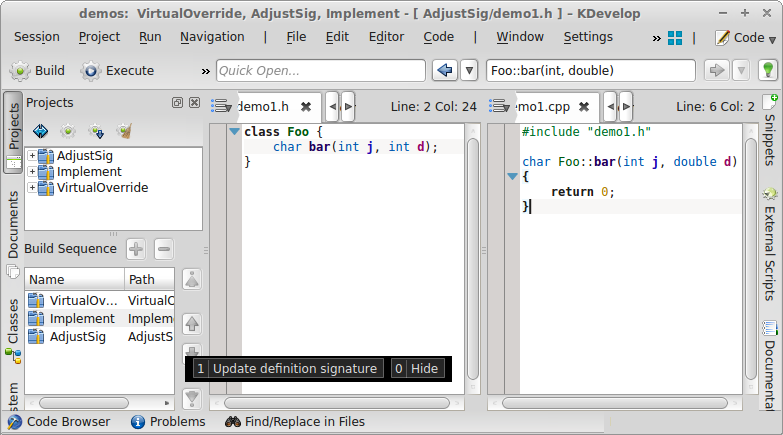 demos:  VirtualOverride, AdjustSig, Implement - [ AdjustSig/demo1.h ] – KDevelop
Session Project Run Navigation | File Edit Editor Code | Window Settings » Code
Build Execute » Quick Open... Foo::bar(int, double)
Projects
Projects
Documents
Classes
AdjustSig
Implement
VirtualOverride
Build Sequence
Name Path
VirtualOv... VirtualO
Implement Implem
AdjustSig AdjustS
demo1.h Line: 2 Col: 24
class Foo {
char bar(int j, int d);
}
1 Update definition signature 0 Hide
mo1.cpp Line: 6 Col: 2
#include "demo1.h"
char Foo::bar(int j, double d)
{
return 0;
}
Snippets
External Scripts
Documental
stem
Code Browser Problems Find/Replace in Files